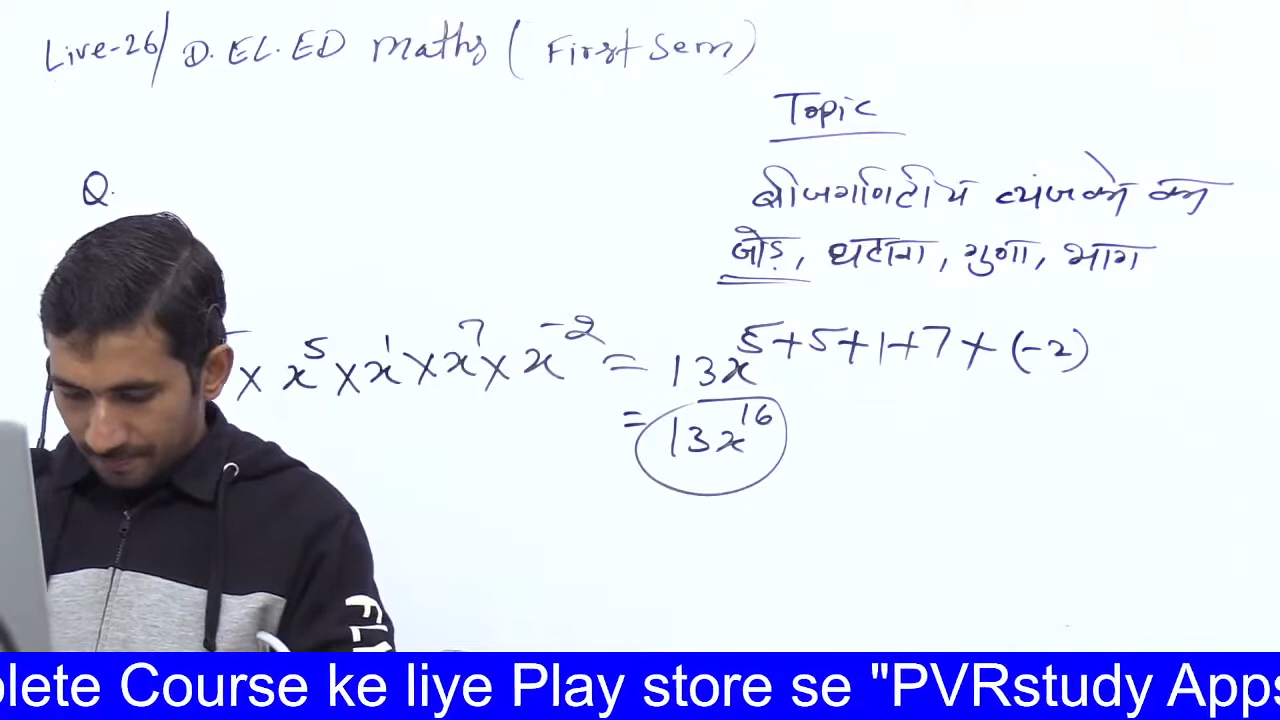 Live-26/ D.EL.ED Maths ( First Sem )
Topic
बीजगणितीय व्यंजको का
जोड़, घटाना, गुणा, भाग
Q.
× x⁵ × x¹ × x⁷ × x⁻² = 13x⁵⁺⁵⁺¹⁺⁷⁺⁽⁻²⁾
= 13x¹⁶
FL
plete Course ke liye Play store se "PVRstudy Apps